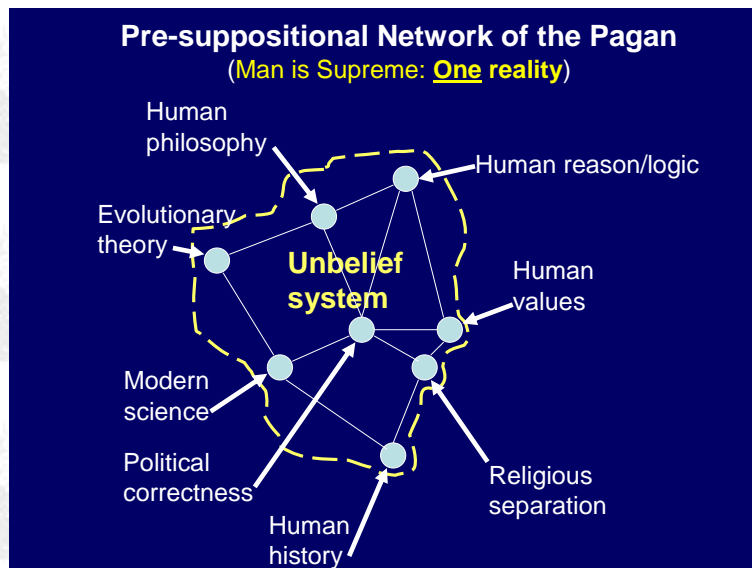 Pre-suppositional Network of the Pagan
(Man is Supreme: One reality)
Human
philosophy
Human reason/logic
Evolutionary
theory
Unbelief
system
Human
values
Modern
science
Political
correctness
Religious
separation
Human
history